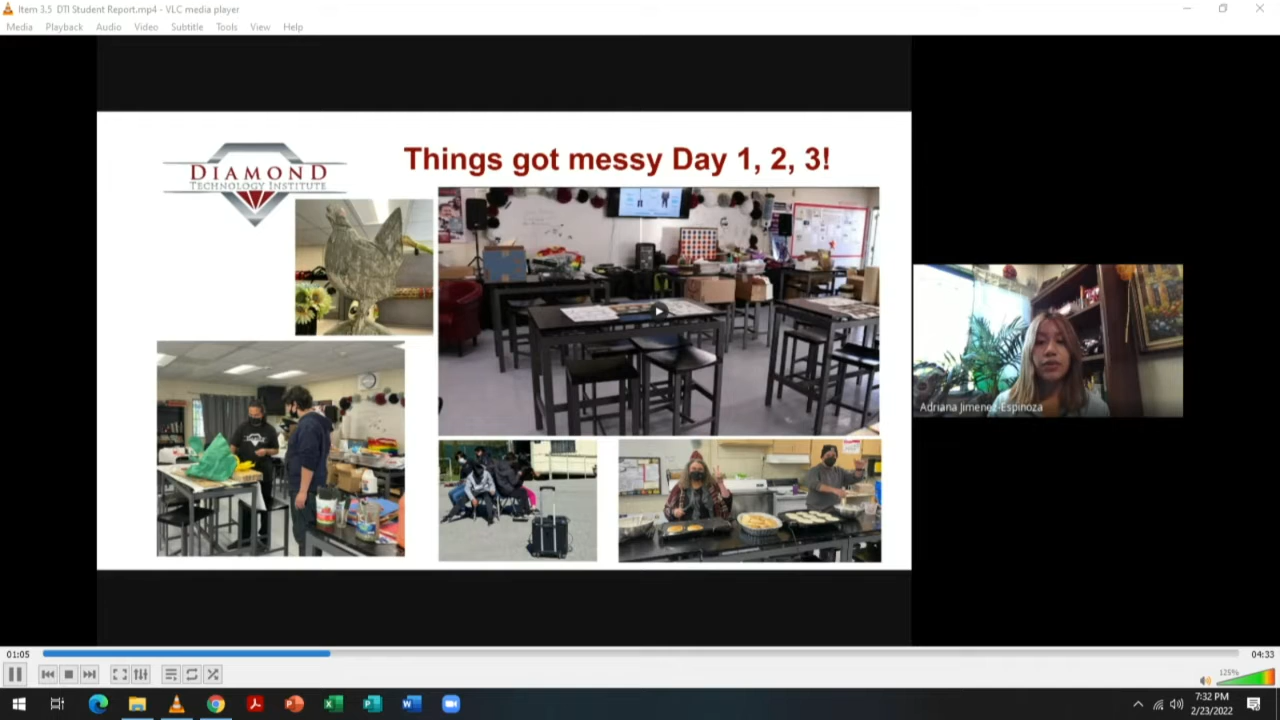 Item 3.5 DTI Student Report.mp4 - VLC media player
Media Playback Audio Video Subtitle Tools View Help
DIAMOND
TECHNOLOGY INSTITUTE
Things got messy Day 1, 2, 3!
Adriana Jimenez-Espinoza
01:05
04:33
125%
7:32 PM
2/23/2022